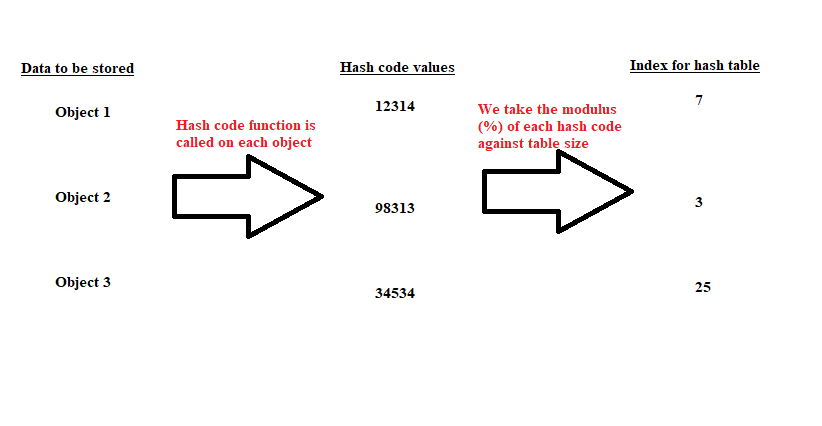 Data to be stored
Hash code values
Index for hash table
Object 1
12314
7
Hash code function is
called on each object
We take the modulus
(%) of each hash code
against table size
Object 2
98313
3
Object 3
34534
25